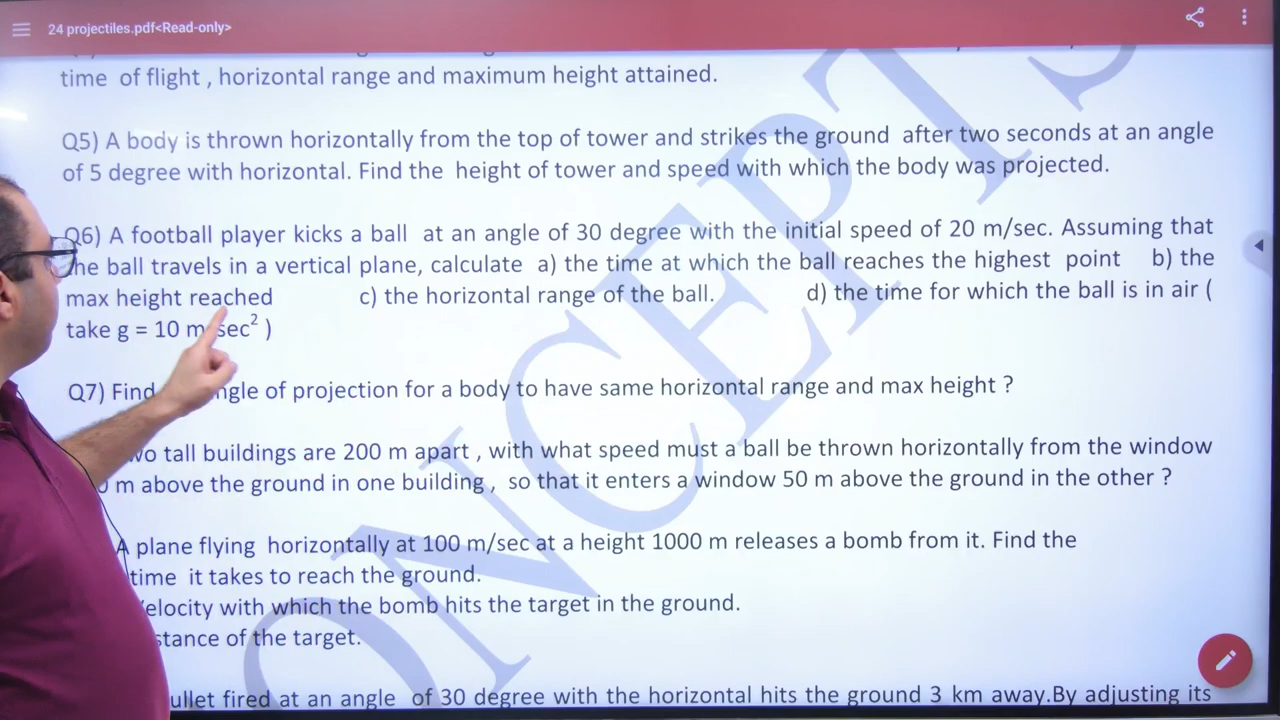 24 projectiles.pdf<Read-only>
time of flight , horizontal range and maximum height attained.
Q5) A body is thrown horizontally from the top of tower and strikes the ground after two seconds at an angle
of 5 degree with horizontal. Find the height of tower and speed with which the body was projected.
Q6) A football player kicks a ball at an angle of 30 degree with the initial speed of 20 m/sec. Assuming that
the ball travels in a vertical plane, calculate a) the time at which the ball reaches the highest point b) the
max height reached c) the horizontal range of the ball. d) the time for which the ball is in air (
take g = 10 m/sec² )
Q7) Find angle of projection for a body to have same horizontal range and max height ?
tall buildings are 200 m apart , with what speed must a ball be thrown horizontally from the window
m above the ground in one building , so that it enters a window 50 m above the ground in the other ?
A plane flying horizontally at 100 m/sec at a height 1000 m releases a bomb from it. Find the
time it takes to reach the ground.
Velocity with which the bomb hits the target in the ground.
stance of the target.
ullet fired at an angle of 30 degree with the horizontal hits the ground 3 km away.By adjusting its
ONCEPTS